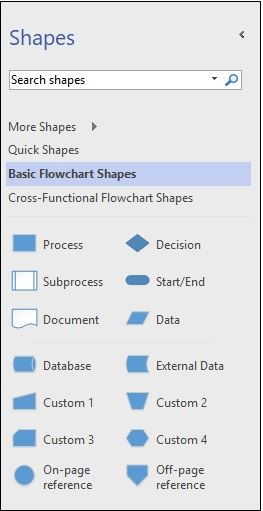 Shapes
Search shapes
More Shapes
Quick Shapes
Basic Flowchart Shapes
Cross-Functional Flowchart Shapes
Process
Decision
Subprocess
Start/End
Document
Data
Database
External Data
Custom 1
Custom 2
Custom 3
Custom 4
On-page
reference
Off-page
reference